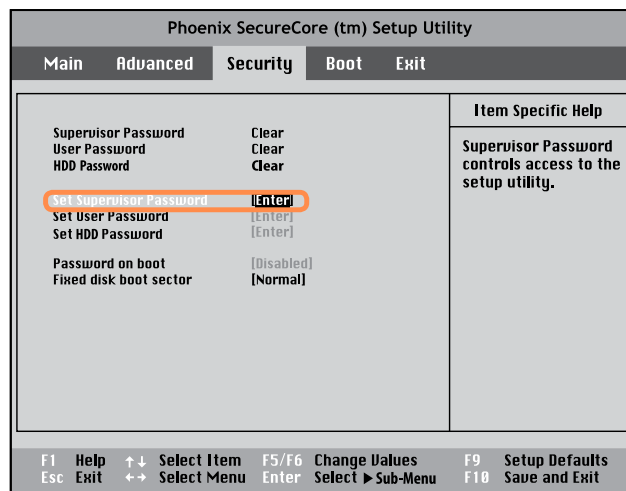 Phoenix SecureCore (tm) Setup Utility
Main Advanced Security Boot Exit
Item Specific Help
Supervisor Password Clear
User Password Clear
HDD Password Clear
Supervisor Password
controls access to the
setup utility.
Set Supervisor Password [Enter]
Set User Password [Enter]
Set HDD Password [Enter]
Password on boot [Disabled]
Fixed disk boot sector [Normal]
F1 Help ↑↓ Select Item F5/F6 Change Values F9 Setup Defaults
Esc Exit ←→ Select Menu Enter Select ▶ Sub-Menu F10 Save and Exit